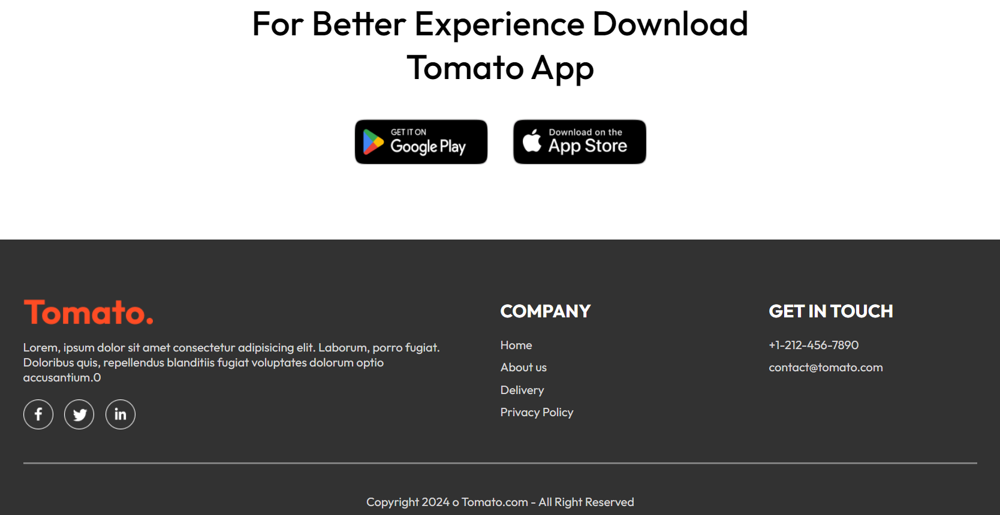 For Better Experience Download
Tomato App
GET IT ON
Google Play
Download on the
App Store
Tomato.
Lorem, ipsum dolor sit amet consectetur adipisicing elit. Laborum, porro fugiat.
Doloribus quis, repellendus blanditiis fugiat voluptates dolorum optio
accusantium.0
f
in
COMPANY
Home
About us
Delivery
Privacy Policy
GET IN TOUCH
+1-212-456-7890
contact@tomato.com
Copyright 2024 o Tomato.com - All Right Reserved